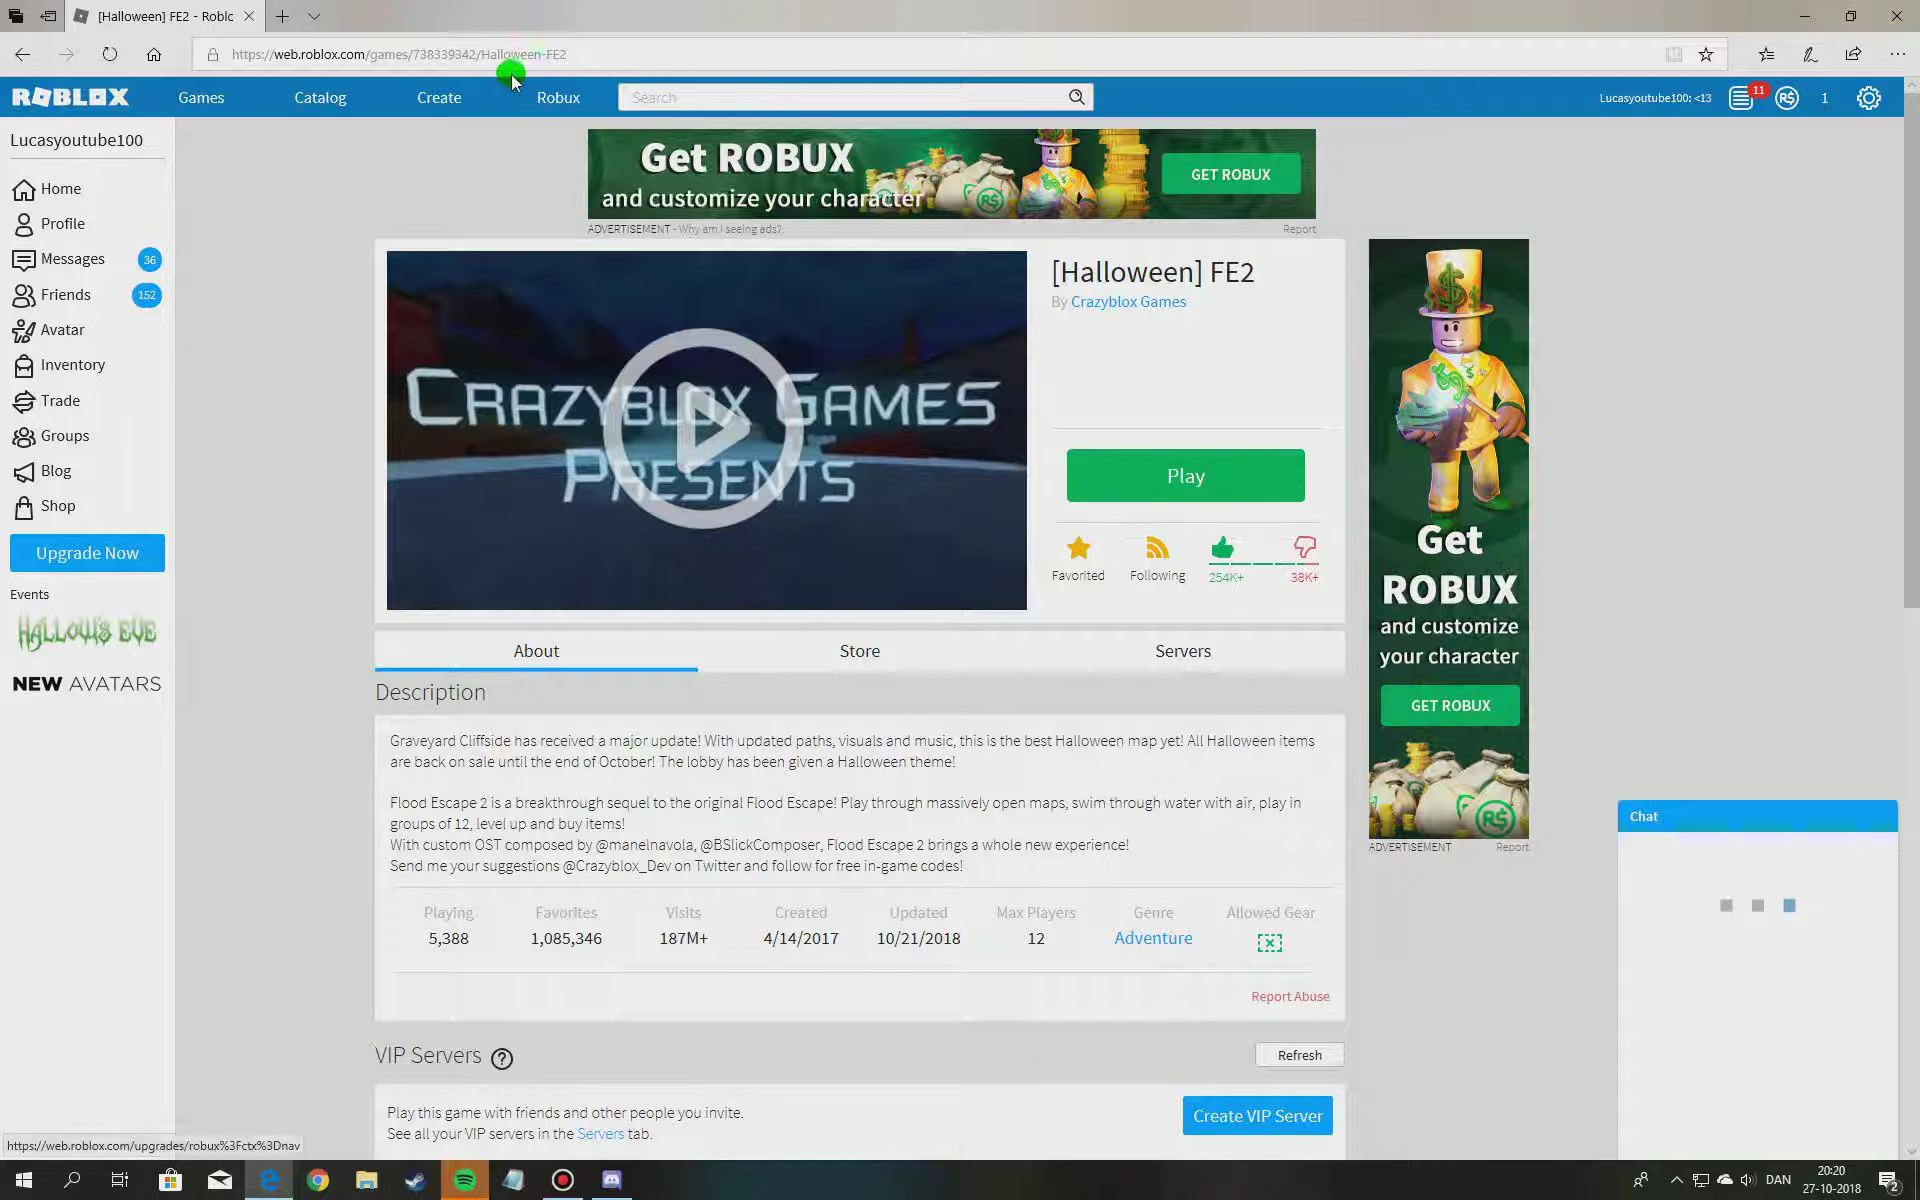 [Halloween] FE2 - Roblc
https://web.roblox.com/games/738339342/Halloween-FE2
ROBLOX
Games
Catalog
Create
Robux
Search
Lucasyoutube100: <13
11
1
Lucasyoutube100
Home
Profile
Messages
36
Friends
152
Avatar
Inventory
Trade
Groups
Blog
Shop
Upgrade Now
Events
HALLOW'S EVE
NEW AVATARS
Get ROBUX
and customize your character
GET ROBUX
ADVERTISEMENT - Why am I seeing ads?
Report
CRAZYBLOX GAMES
PRESENTS
[Halloween] FE2
By Crazyblox Games
Play
Favorited
Following
254K+
38K+
About
Store
Servers
Description
Graveyard Cliffside has received a major update! With updated paths, visuals and music, this is the best Halloween map yet! All Halloween items
are back on sale until the end of October! The lobby has been given a Halloween theme!
Flood Escape 2 is a breakthrough sequel to the original Flood Escape! Play through massively open maps, swim through water with air, play in
groups of 12, level up and buy items!
With custom OST composed by @manelnavola, @BSlickComposer, Flood Escape 2 brings a whole new experience!
Send me your suggestions @Crazyblox_Dev on Twitter and follow for free in-game codes!
Playing
Favorites
Visits
Created
Updated
Max Players
Genre
Allowed Gear
5,388
1,085,346
187M+
4/14/2017
10/21/2018
12
Adventure
Report Abuse
VIP Servers
Refresh
Play this game with friends and other people you invite.
See all your VIP servers in the Servers tab.
Create VIP Server
Get
ROBUX
and customize
your character
GET ROBUX
R$
ADVERTISEMENT
Report
Chat
https://web.roblox.com/upgrades/robux%3Fctx%3Dnav
DAN
20:20
27-10-2018
2